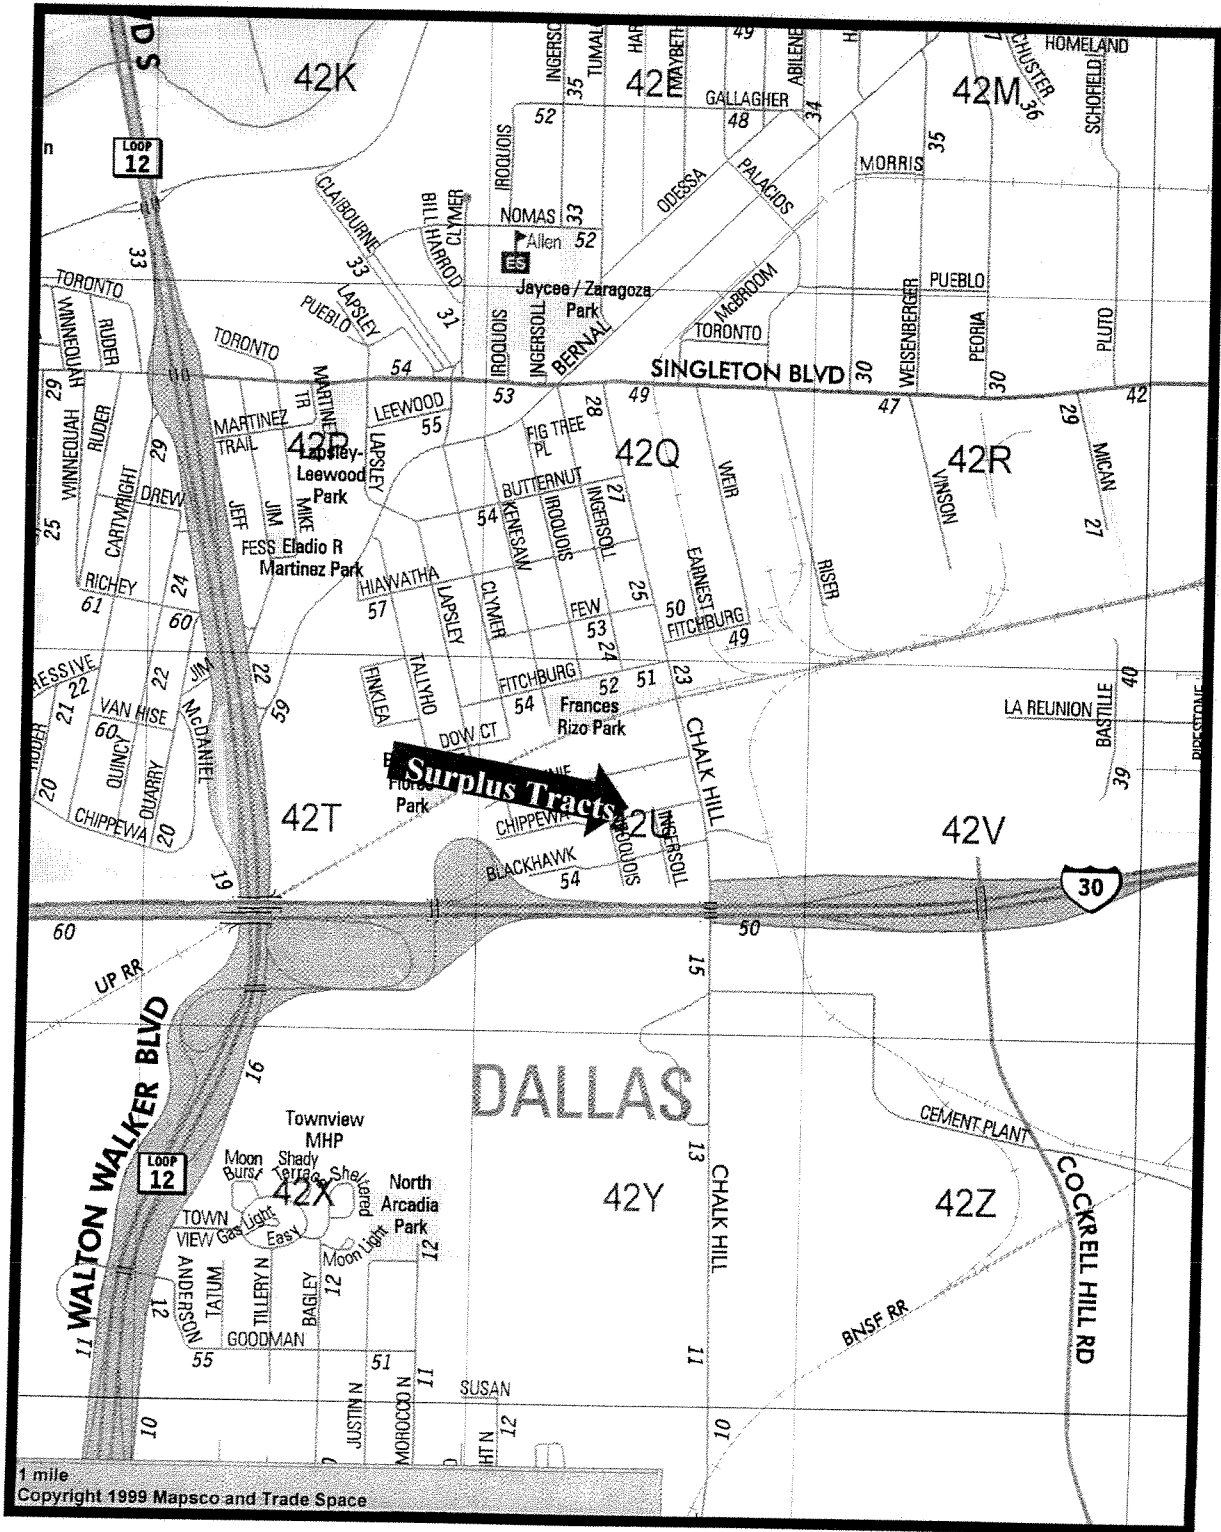 42K
INGERSO
TUMAL
HAR
MAYBETH
49
ABILENE
HOMELAND
SCHOFIELD
42M
36
35
GALLAGHER
52
48
34
35
LOOP
12
n
IROQUOIS
CLAIBOURNE
33
BILL HARROD
CLYMER
NOMAS
33
52
Allen
ES
ODESSA
PALACIOS
MORRIS
33
TORONTO
WINNEQUAH
RUDER
LAPSLEY
PUEBLO
31
Jaycee / Zaragoza
Park
IROQUOIS
INGERSOLL
BERNAL
McBROOM
TORONTO
PUEBLO
WEISENBERGER
PEORIA
PLUTO
TORONTO
54
SINGLETON BLVD
30
30
29
53
49
47
42
WINNEQUAH
RUDER
29
MARTINEZ
TRAIL
TR
LEEWOOD
55
42P
Lapsley-
Leewood
Park
LAPSLEY
28
FIG TREE
PL
42Q
42R
29
MICAN
27
VINSON
WEIR
CARTWRIGHT
DREW
JEFF
JIM
MIKE
BUTTERNUT
54
KENESAW
IROQUOIS
INGERSOLL
27
25
FESS
Eladio R
Martinez Park
RICHEY
61
24
60
HIAWATHA
57
LAPSLEY
CLYMER
FEW
53
24
25
EARNEST
50
FITCHBURG
49
RISER
RESSIVE
22
21
22
JIM
McDANIEL
22
59
VAN HISE
60
QUINCY
QUARRY
20
CHIPPEWA
20
FINKLEA
TALLYHO
FITCHBURG
54
52
51
23
Frances
Rizo Park
DOW CT
CHALK HILL
LA REUNION
BASTILLE
40
39
Park
Surplus Tracts
42T
CHIPPEWA
42U
IROQUOIS
INGERSOLL
42V
BLACKHAWK
54
19
30
60
50
UP RR
15
WALTON WALKER BLVD
16
DALLAS
Townview
MHP
Moon
Burst
Shady
Terrace
Sheltered
LOOP
12
42X
North
Arcadia
Park
13
CHALK HILL
42Y
42Z
CEMENT PLANT
COCKRELL HILL RD
TOWN
VIEW
Gas Light
Easy
Moon Light
12
ANDERSON
TATUM
TILLERY N
BAGLEY
12
12
11
GOODMAN
55
51
11
11
BNSF RR
JUSTIN N
MOROCCO N
SUSAN
12
HT N
10
10
1 mile
Copyright 1999 Mapsco and Trade Space